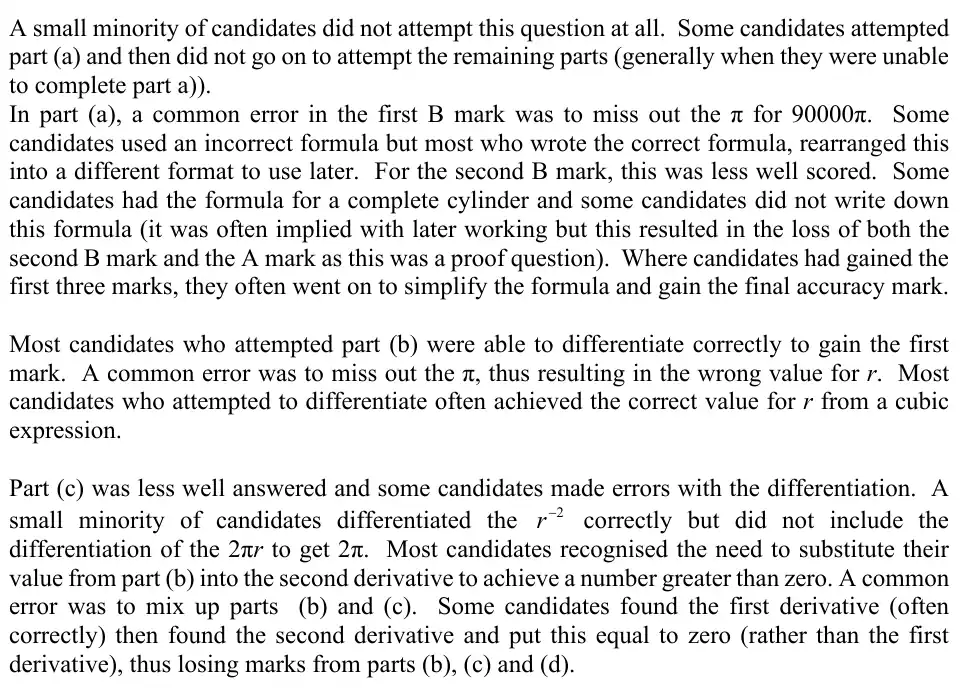 A small minority of candidates did not attempt this question at all.  Some candidates attempted
part (a) and then did not go on to attempt the remaining parts (generally when they were unable
to complete part a)).
In part (a), a common error in the first B mark was to miss out the π for 90000π.  Some
candidates used an incorrect formula but most who wrote the correct formula, rearranged this
into a different format to use later.  For the second B mark, this was less well scored.  Some
candidates had the formula for a complete cylinder and some candidates did not write down
this formula (it was often implied with later working but this resulted in the loss of both the
second B mark and the A mark as this was a proof question).  Where candidates had gained the
first three marks, they often went on to simplify the formula and gain the final accuracy mark.
Most candidates who attempted part (b) were able to differentiate correctly to gain the first
mark.  A common error was to miss out the π, thus resulting in the wrong value for r.  Most
candidates who attempted to differentiate often achieved the correct value for r from a cubic
expression.
Part (c) was less well answered and some candidates made errors with the differentiation.  A
small minority of candidates differentiated the r⁻² correctly but did not include the
differentiation of the 2πr to get 2π.  Most candidates recognised the need to substitute their
value from part (b) into the second derivative to achieve a number greater than zero. A common
error was to mix up parts  (b) and (c).  Some candidates found the first derivative (often
correctly) then found the second derivative and put this equal to zero (rather than the first
derivative), thus losing marks from parts (b), (c) and (d).